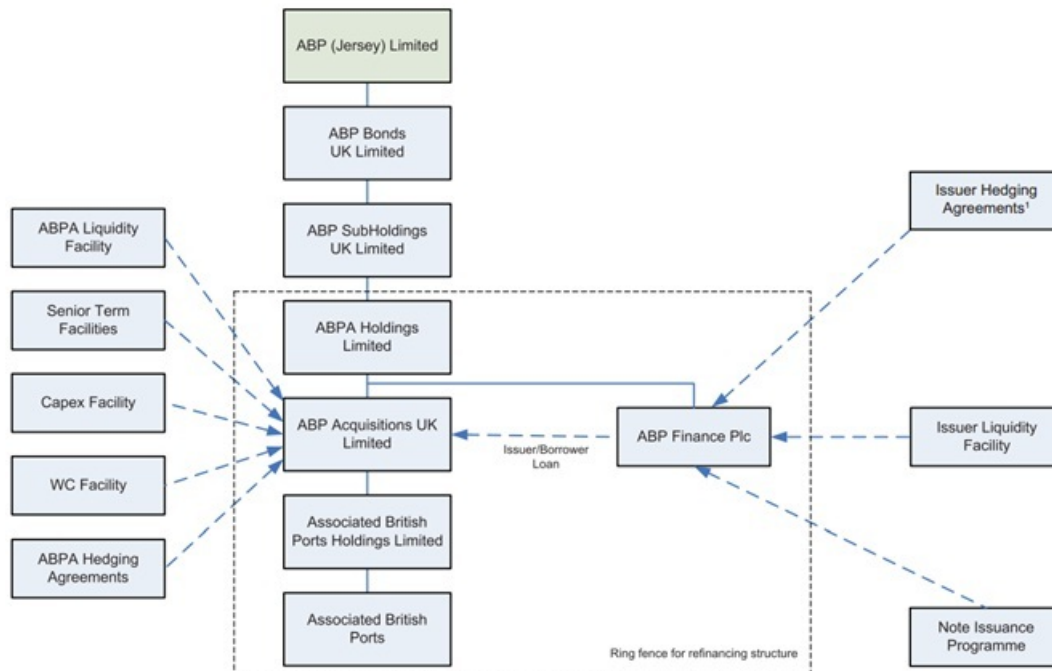 ABP (Jersey) Limited
ABP Bonds
UK Limited
ABP SubHoldings
UK Limited
ABPA Holdings
Limited
ABP Acquisitions UK
Limited
Associated British
Ports Holdings Limited
Associated British
Ports
ABPA Liquidity
Facility
Senior Term
Facilities
Capex Facility
WC Facility
ABPA Hedging
Agreements
Issuer/Borrower
Loan
ABP Finance Plc
Issuer Hedging
Agreements¹
Issuer Liquidity
Facility
Note Issuance
Programme
Ring fence for refinancing structure